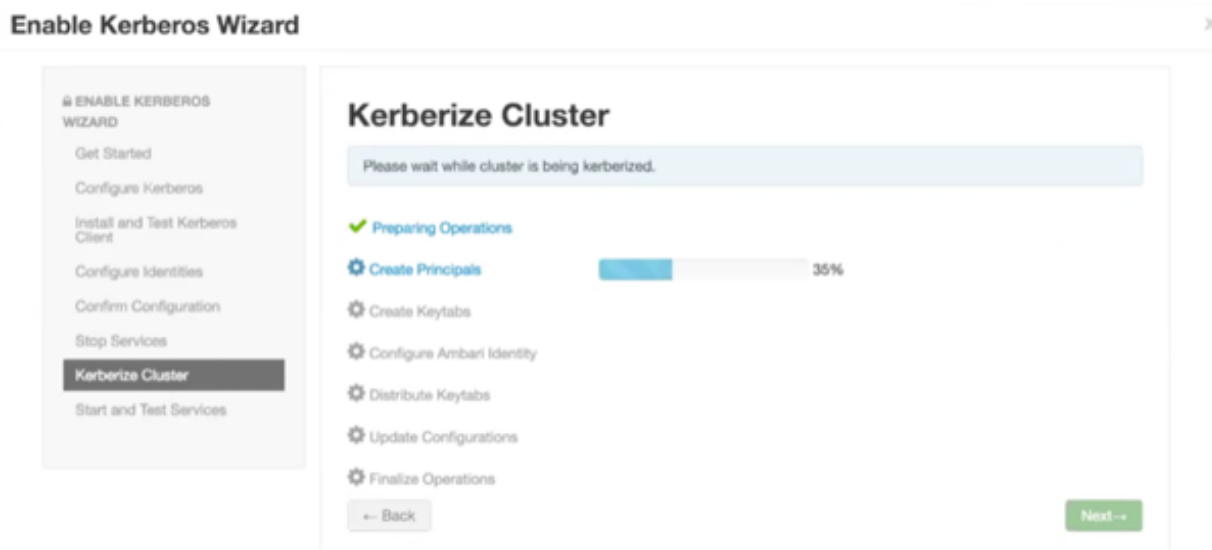 Enable Kerberos Wizard
ENABLE KERBEROS
WIZARD
Get Started
Configure Kerberos
Install and Test Kerberos
Client
Configure Identities
Confirm Configuration
Stop Services
Kerberize Cluster
Start and Test Services
Kerberize Cluster
Please wait while cluster is being kerberized.
Preparing Operations
Create Principals 35%
Create Keytabs
Configure Ambari Identity
Distribute Keytabs
Update Configurations
Finalize Operations
← Back
Next→